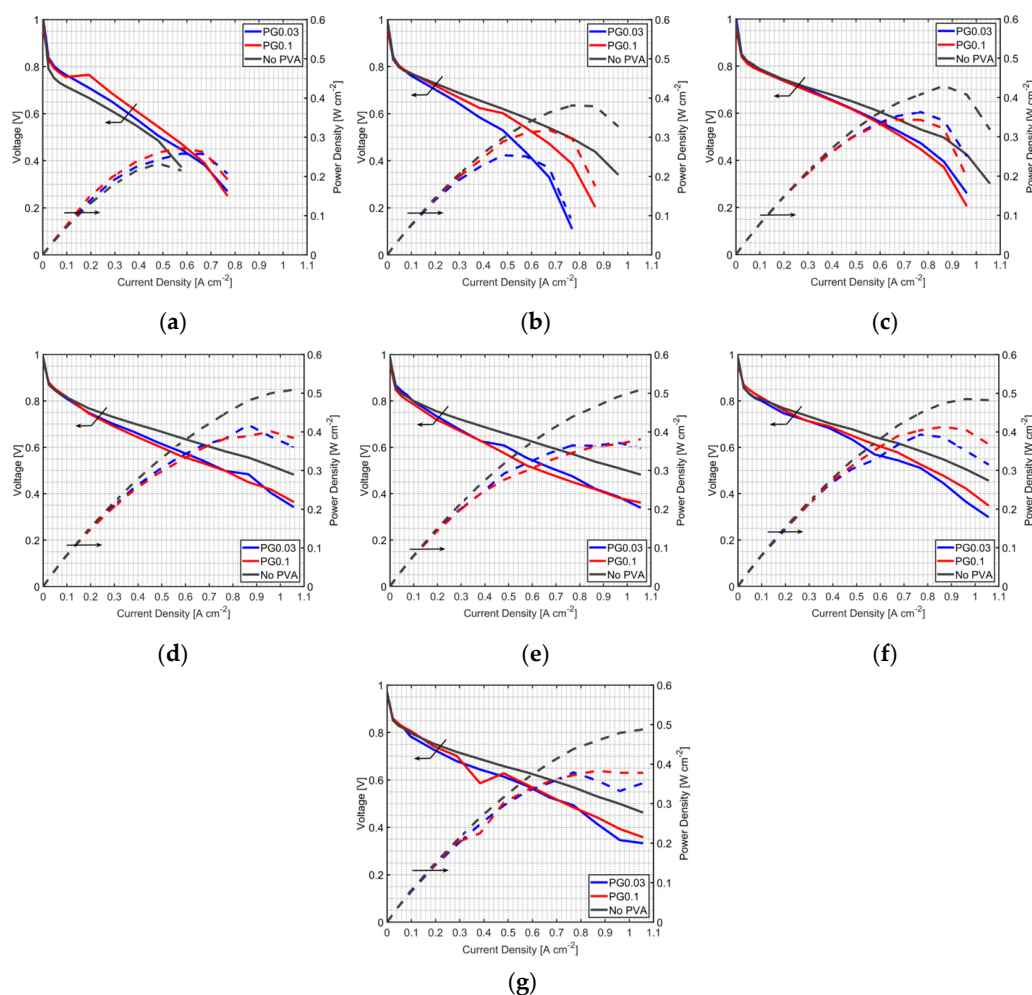 1
0.8
0.6
0.4
0.2
0
Voltage [V]
0 0.1 0.2 0.3 0.4 0.5 0.6 0.7 0.8 0.9 1 1.1
Current Density [A cm-2]
0.6
0.5
0.4
0.3
0.2
0.1
0
Power Density [W cm-2]
PG0.03
PG0.1
No PVA
(a)
1
0.8
0.6
0.4
0.2
0
Voltage [V]
0 0.1 0.2 0.3 0.4 0.5 0.6 0.7 0.8 0.9 1 1.1
Current Density [A cm-2]
0.6
0.5
0.4
0.3
0.2
0.1
0
Power Density [W cm-2]
PG0.03
PG0.1
No PVA
(b)
1
0.8
0.6
0.4
0.2
0
Voltage [V]
0 0.1 0.2 0.3 0.4 0.5 0.6 0.7 0.8 0.9 1 1.1
Current Density [A cm-2]
0.6
0.5
0.4
0.3
0.2
0.1
0
Power Density [W cm-2]
PG0.03
PG0.1
No PVA
(c)
1
0.8
0.6
0.4
0.2
0
Voltage [V]
0 0.1 0.2 0.3 0.4 0.5 0.6 0.7 0.8 0.9 1 1.1
Current Density [A cm-2]
0.6
0.5
0.4
0.3
0.2
0.1
0
Power Density [W cm-2]
PG0.03
PG0.1
No PVA
(d)
1
0.8
0.6
0.4
0.2
0
Voltage [V]
0 0.1 0.2 0.3 0.4 0.5 0.6 0.7 0.8 0.9 1 1.1
Current Density [A cm-2]
0.6
0.5
0.4
0.3
0.2
0.1
0
Power Density [W cm-2]
PG0.03
PG0.1
No PVA
(e)
1
0.8
0.6
0.4
0.2
0
Voltage [V]
0 0.1 0.2 0.3 0.4 0.5 0.6 0.7 0.8 0.9 1 1.1
Current Density [A cm-2]
0.6
0.5
0.4
0.3
0.2
0.1
0
Power Density [W cm-2]
PG0.03
PG0.1
No PVA
(f)
1
0.8
0.6
0.4
0.2
0
Voltage [V]
0 0.1 0.2 0.3 0.4 0.5 0.6 0.7 0.8 0.9 1 1.1
Current Density [A cm-2]
0.6
0.5
0.4
0.3
0.2
0.1
0
Power Density [W cm-2]
PG0.03
PG0.1
No PVA
(g)